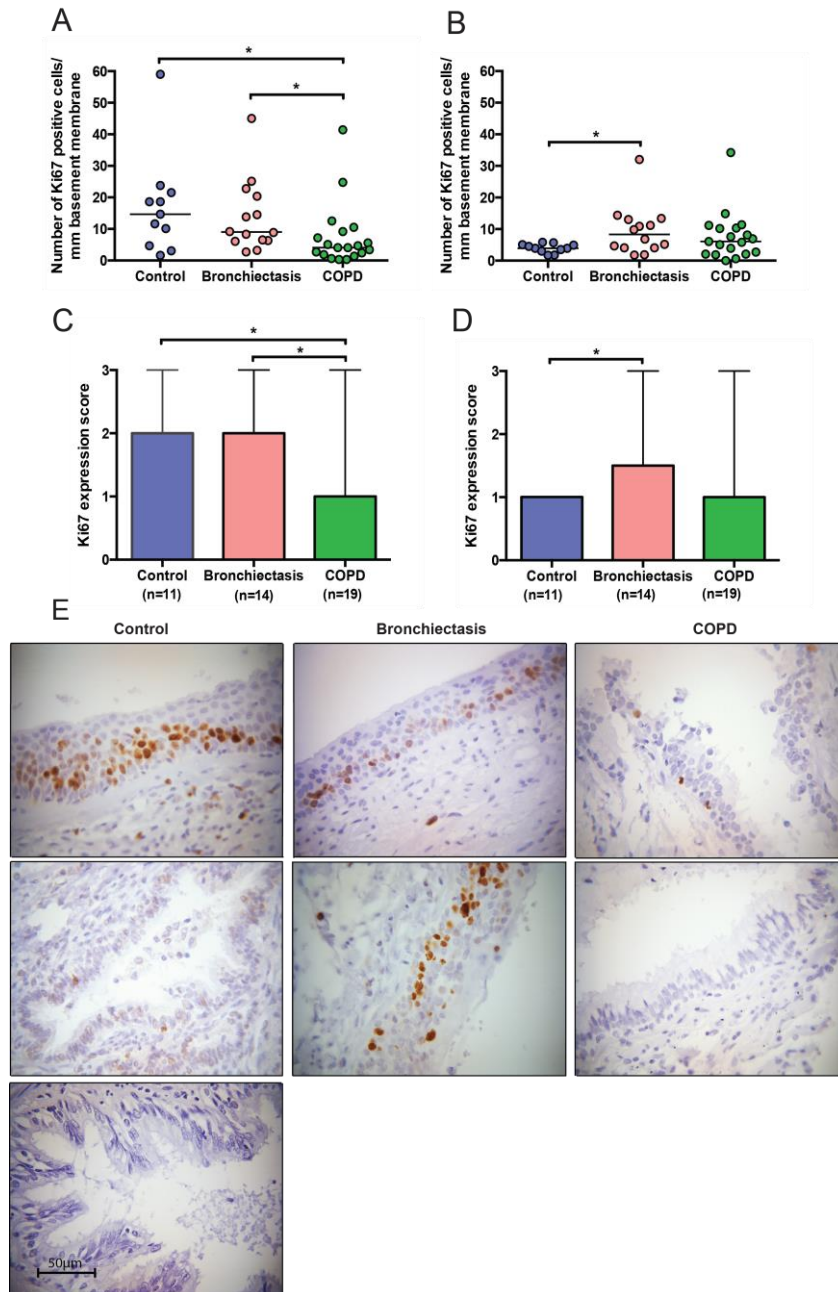 A
B
*
*
*
Number of Ki67 positive cells/
mm basement membrane
60
50
40
30
20
10
0
Control
Bronchiectasis
COPD
Number of Ki67 positive cells/
mm basement membrane
60
50
40
30
20
10
0
Control
Bronchiectasis
COPD
C
D
*
*
*
Ki67 expression score
3
2
1
0
Control
(n=11)
Bronchiectasis
(n=14)
COPD
(n=19)
Ki67 expression score
3
2
1
0
Control
(n=11)
Bronchiectasis
(n=14)
COPD
(n=19)
E
Control
Bronchiectasis
COPD
50µm